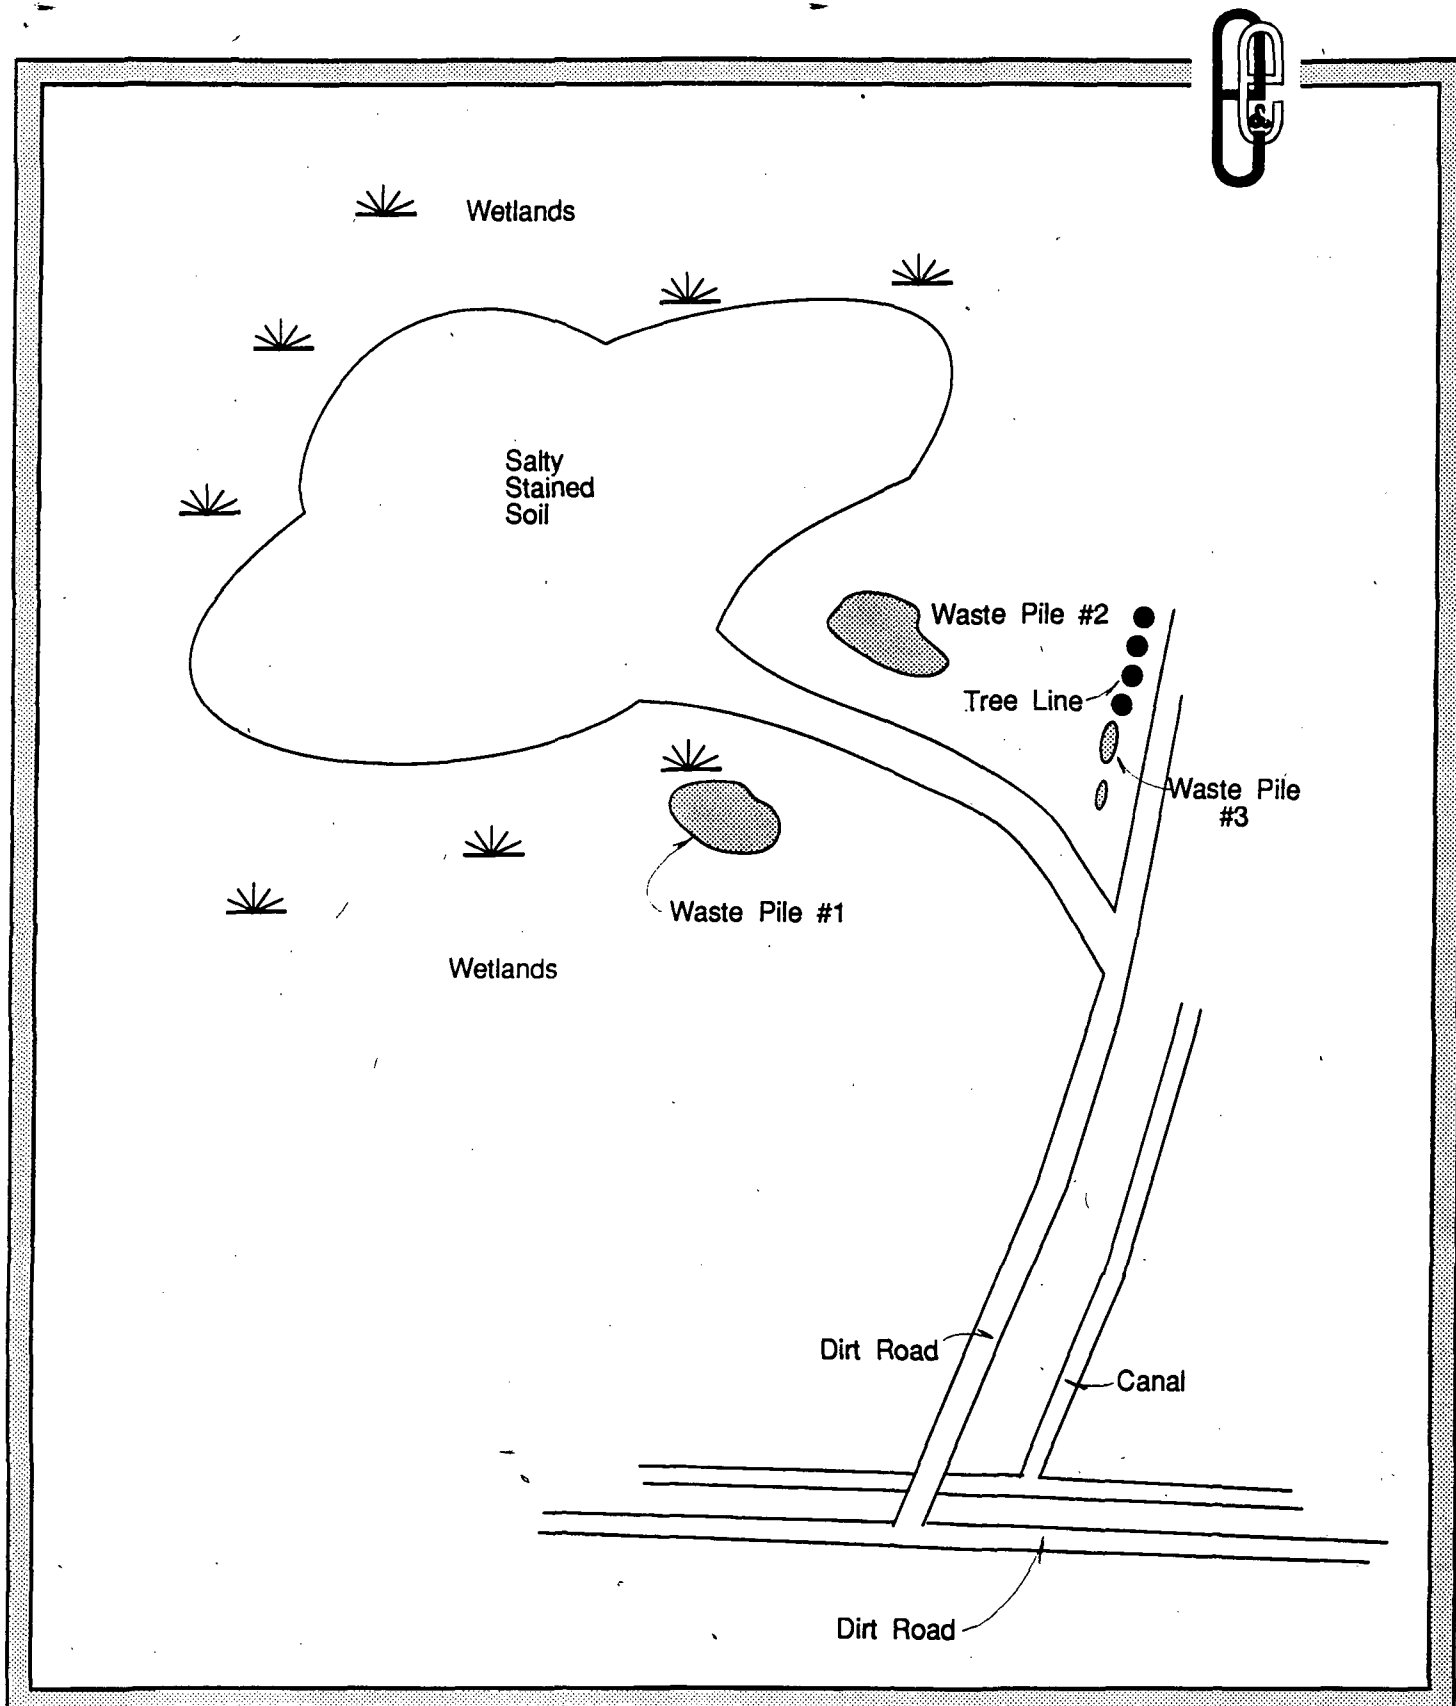 Wetlands
Salty
Stained
Soil
Waste Pile #2
Tree Line
Waste Pile
#3
Waste Pile #1
Wetlands
Dirt Road
Canal
Dirt Road